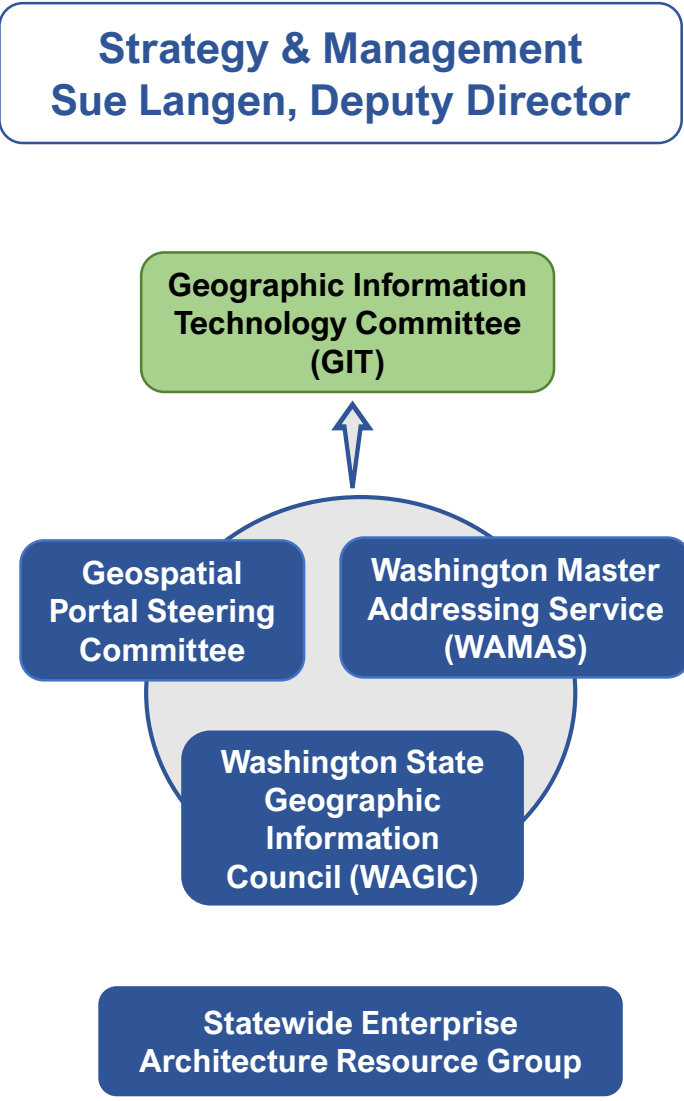 Strategy & Management
Sue Langen, Deputy Director
Geographic Information
Technology Committee
(GIT)
Geospatial
Portal Steering
Committee
Washington Master
Addressing Service
(WAMAS)
Washington State
Geographic
Information
Council (WAGIC)
Statewide Enterprise
Architecture Resource Group